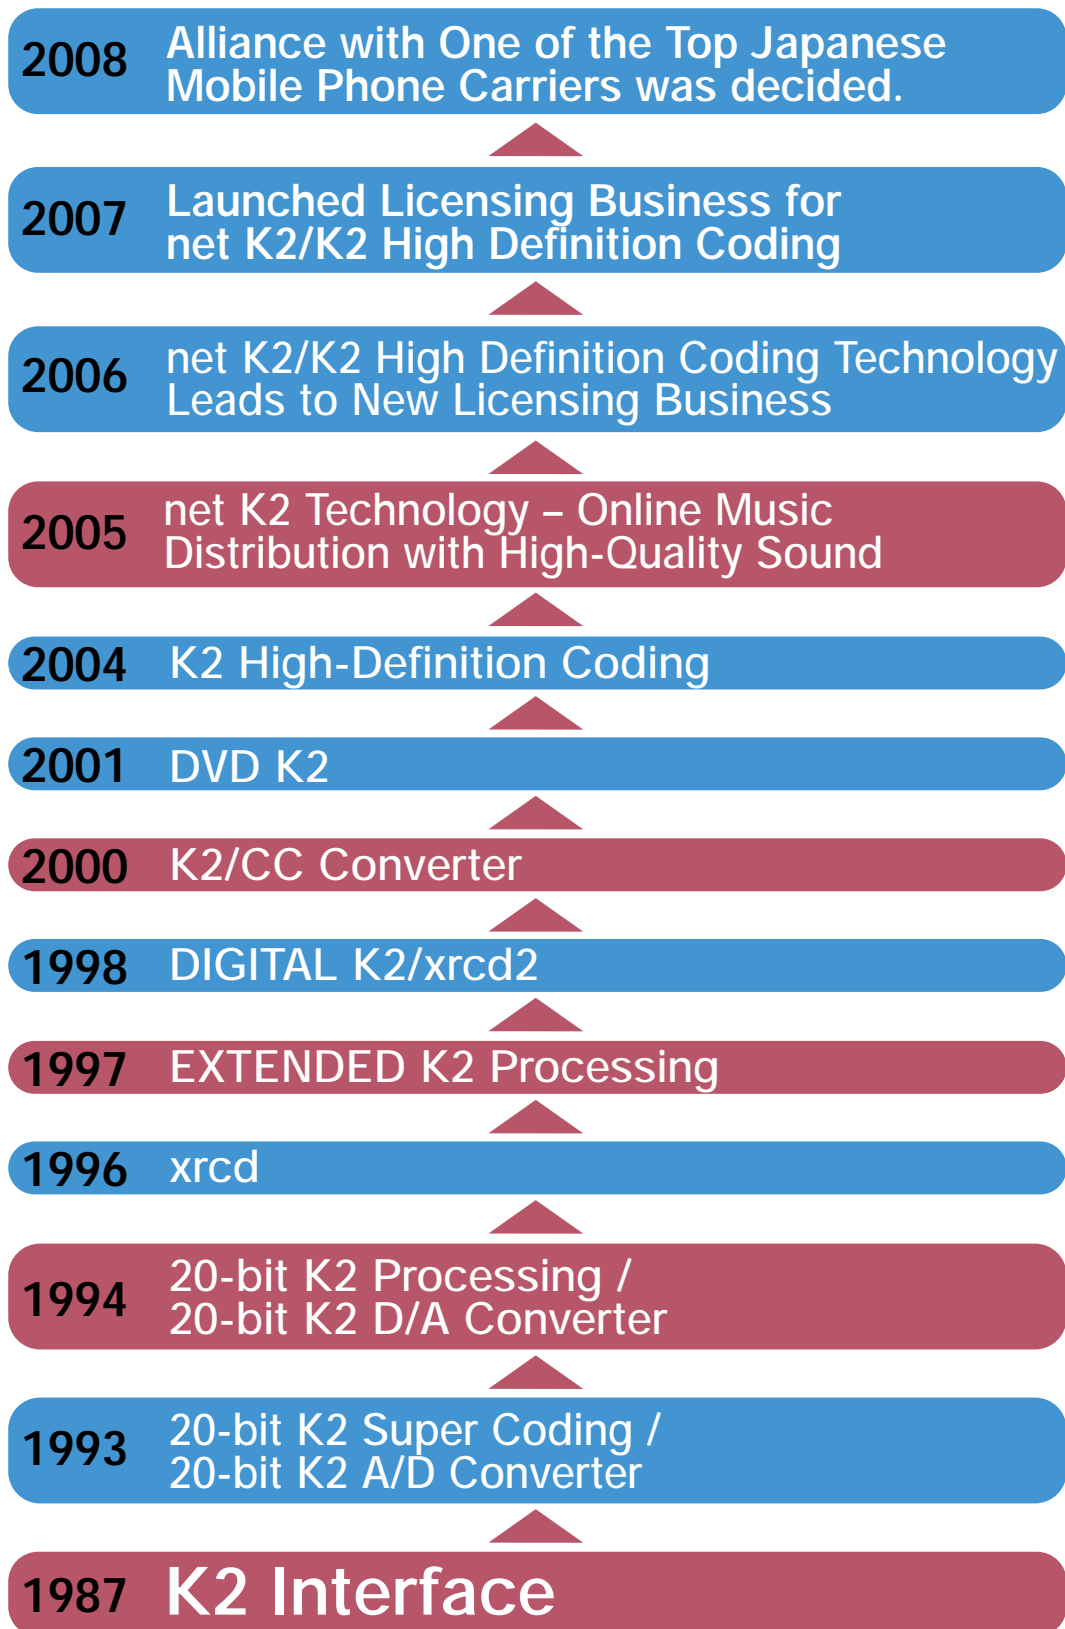 2008 Alliance with One of the Top Japanese
Mobile Phone Carriers was decided.
2007 Launched Licensing Business for
net K2/K2 High Definition Coding
2006 net K2/K2 High Definition Coding Technology
Leads to New Licensing Business
2005 net K2 Technology – Online Music
Distribution with High-Quality Sound
2004 K2 High-Definition Coding
2001 DVD K2
2000 K2/CC Converter
1998 DIGITAL K2/xrcd2
1997 EXTENDED K2 Processing
1996 xrcd
1994 20-bit K2 Processing /
20-bit K2 D/A Converter
1993 20-bit K2 Super Coding /
20-bit K2 A/D Converter
1987 K2 Interface